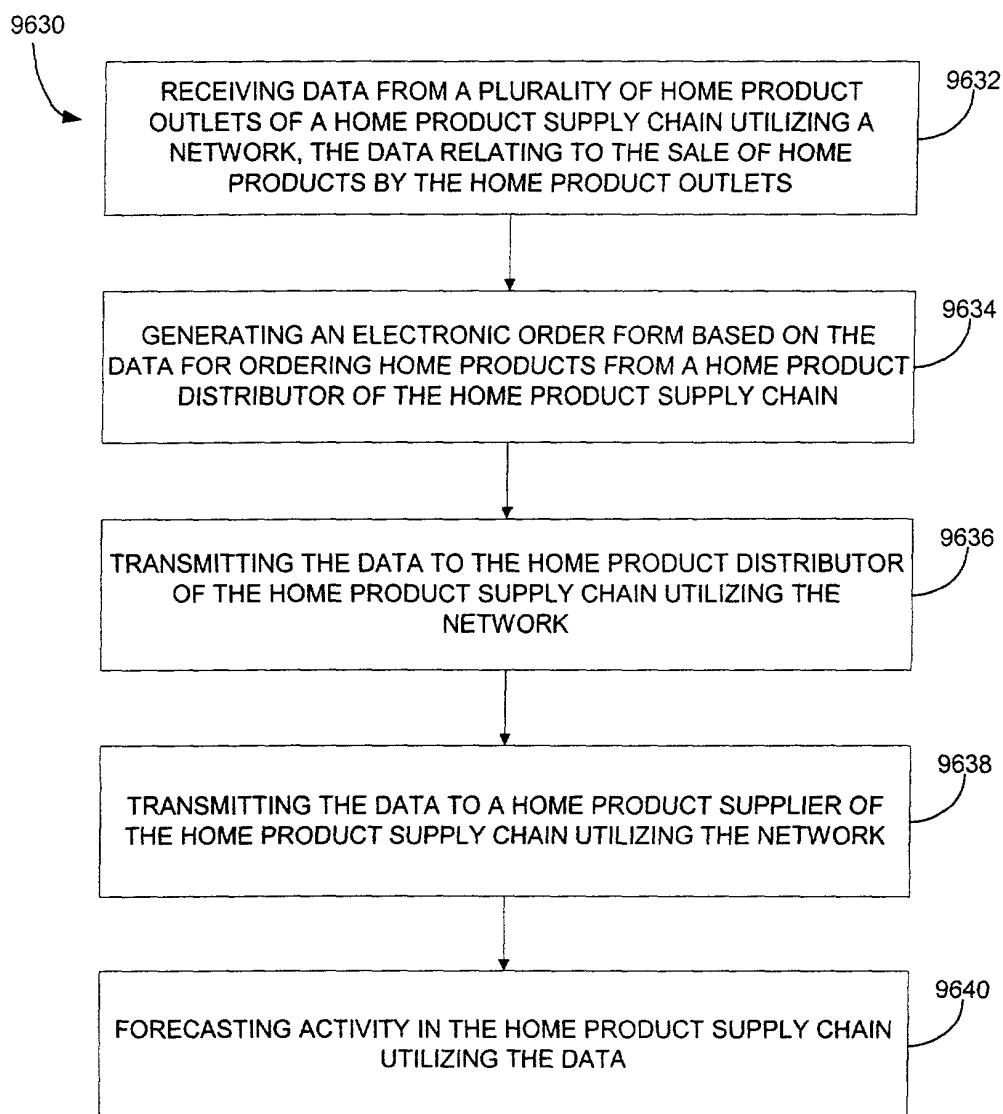 9630
RECEIVING DATA FROM A PLURALITY OF HOME PRODUCT
OUTLETS OF A HOME PRODUCT SUPPLY CHAIN UTILIZING A
NETWORK, THE DATA RELATING TO THE SALE OF HOME
PRODUCTS BY THE HOME PRODUCT OUTLETS
9632
GENERATING AN ELECTRONIC ORDER FORM BASED ON THE
DATA FOR ORDERING HOME PRODUCTS FROM A HOME PRODUCT
DISTRIBUTOR OF THE HOME PRODUCT SUPPLY CHAIN
9634
TRANSMITTING THE DATA TO THE HOME PRODUCT DISTRIBUTOR
OF THE HOME PRODUCT SUPPLY CHAIN UTILIZING THE
NETWORK
9636
TRANSMITTING THE DATA TO A HOME PRODUCT SUPPLIER OF
THE HOME PRODUCT SUPPLY CHAIN UTILIZING THE NETWORK
9638
FORECASTING ACTIVITY IN THE HOME PRODUCT SUPPLY CHAIN
UTILIZING THE DATA
9640